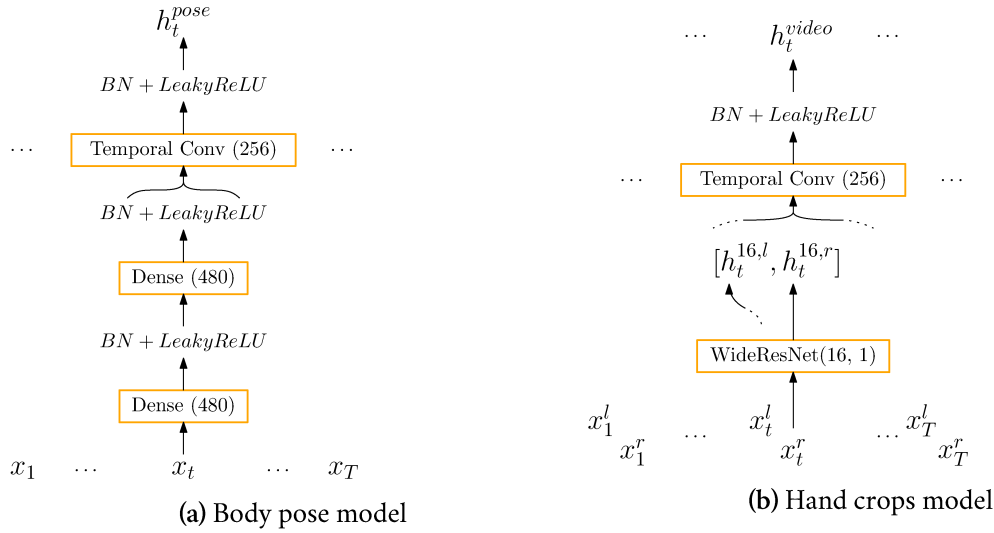 h_t^{pose}
BN + LeakyReLU
... Temporal Conv (256) ...
BN + LeakyReLU
Dense (480)
BN + LeakyReLU
Dense (480)
x_1 ... x_t ... x_T
(a) Body pose model
... h_t^{video} ...
BN + LeakyReLU
... Temporal Conv (256) ...
[h_t^{16,l}, h_t^{16,r}]
WideResNet(16, 1)
x_1^l x_t^l x_T^l
x_1^r ... x_t^r ... x_T^r
(b) Hand crops model